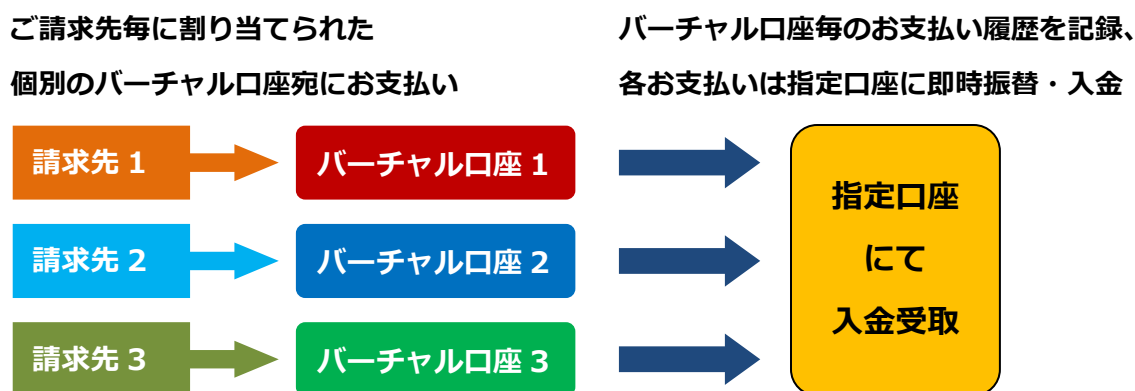 ご請求先毎に割り当てられた
個別のバーチャル口座宛にお支払い
バーチャル口座毎のお支払い履歴を記録、
各お支払いは指定口座に即時振替・入金
請求先 1
バーチャル口座 1
請求先 2
バーチャル口座 2
請求先 3
バーチャル口座 3
指定口座
にて
入金受取